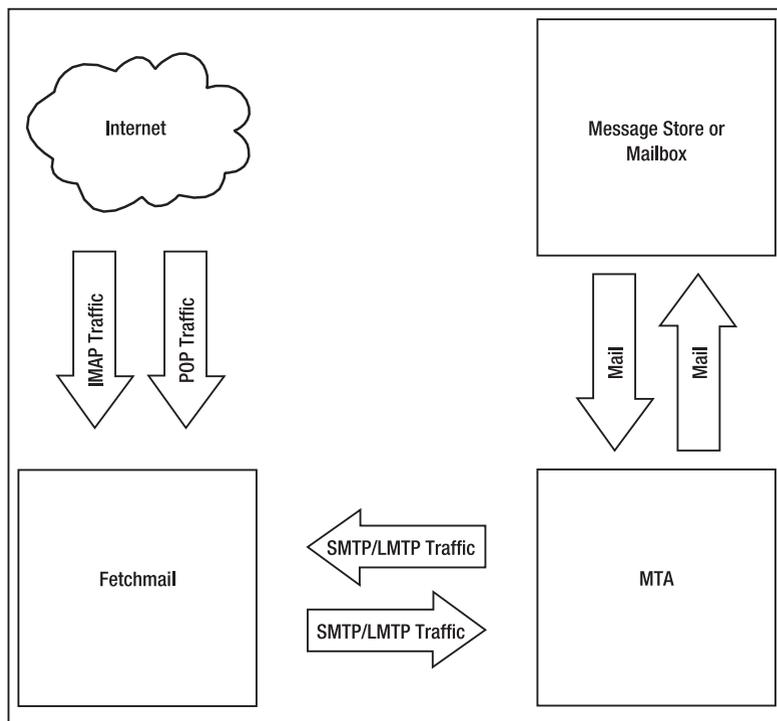 Internet
Message Store or
Mailbox
IMAP Traffic
POP Traffic
Mail
Mail
Fetchmail
SMTP/LMTP Traffic
SMTP/LMTP Traffic
MTA